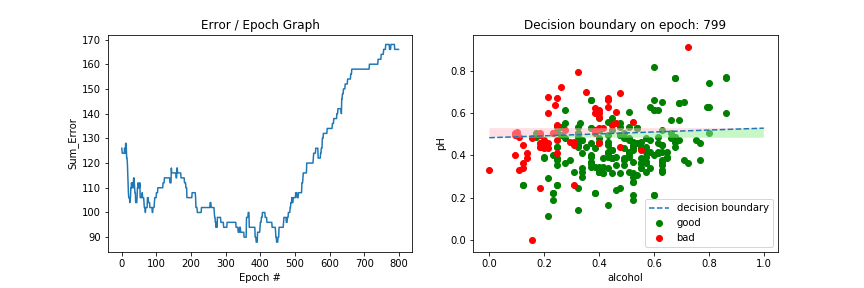 Error / Epoch Graph
170
160
150
140
130
120
110
100
90
Sum_Error
0 100 200 300 400 500 600 700 800
Epoch #
Decision boundary on epoch: 799
0.8
0.6
0.4
0.2
0.0
pH
decision boundary
good
bad
0.0 0.2 0.4 0.6 0.8 1.0
alcohol